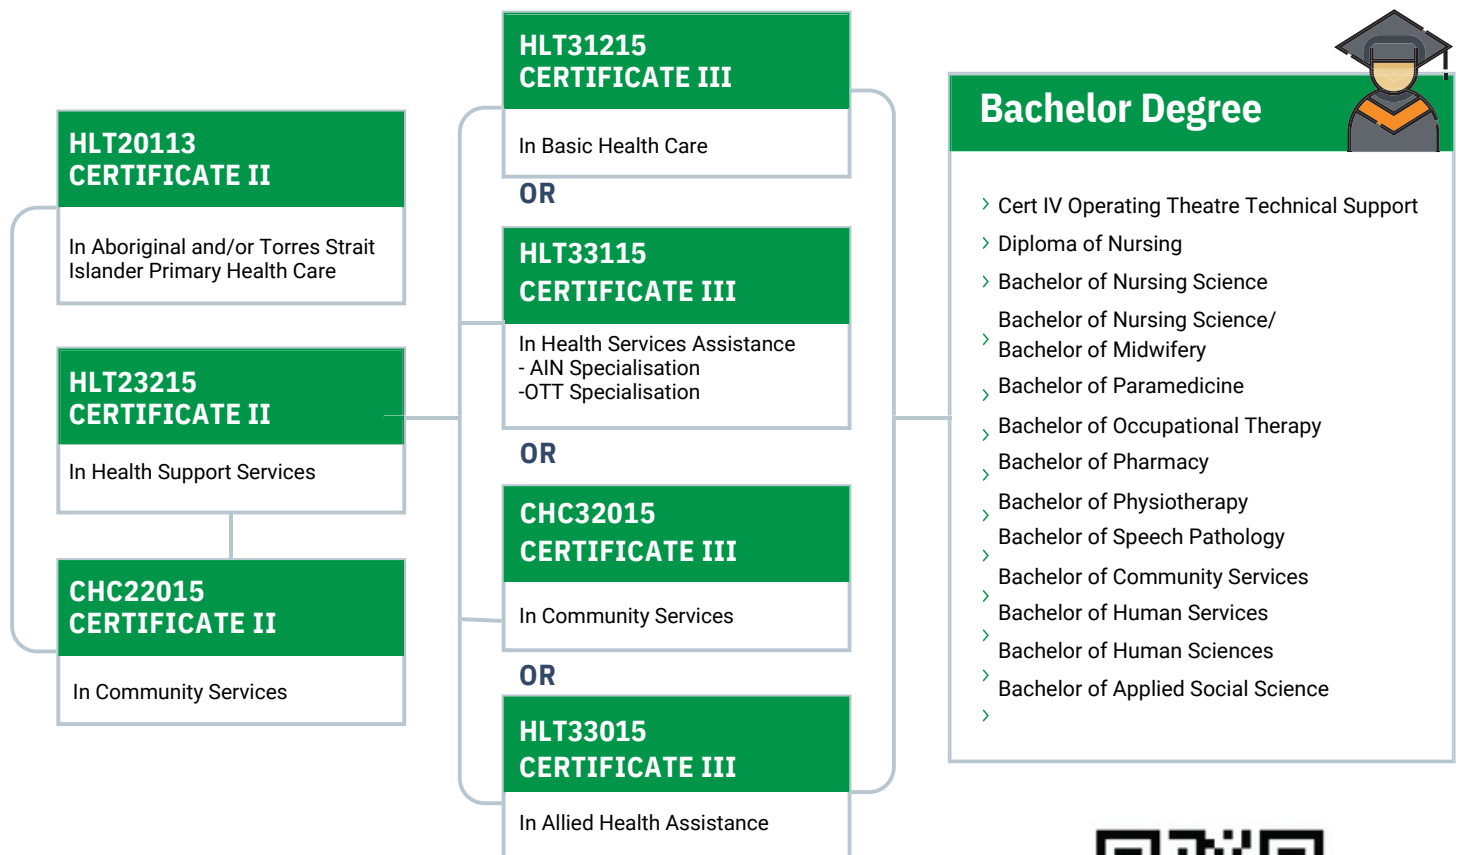 HLT20113
CERTIFICATE II
In Aboriginal and/or Torres Strait
Islander Primary Health Care
HLT23215
CERTIFICATE II
In Health Support Services
CHC22015
CERTIFICATE II
In Community Services
HLT31215
CERTIFICATE III
In Basic Health Care
OR
HLT33115
CERTIFICATE III
In Health Services Assistance
- AIN Specialisation
-OTT Specialisation
OR
CHC32015
CERTIFICATE III
In Community Services
OR
HLT33015
CERTIFICATE III
In Allied Health Assistance
Bachelor Degree
Cert IV Operating Theatre Technical Support
Diploma of Nursing
Bachelor of Nursing Science
Bachelor of Nursing Science/
Bachelor of Midwifery
Bachelor of Paramedicine
Bachelor of Occupational Therapy
Bachelor of Pharmacy
Bachelor of Physiotherapy
Bachelor of Speech Pathology
Bachelor of Community Services
Bachelor of Human Services
Bachelor of Human Sciences
Bachelor of Applied Social Science